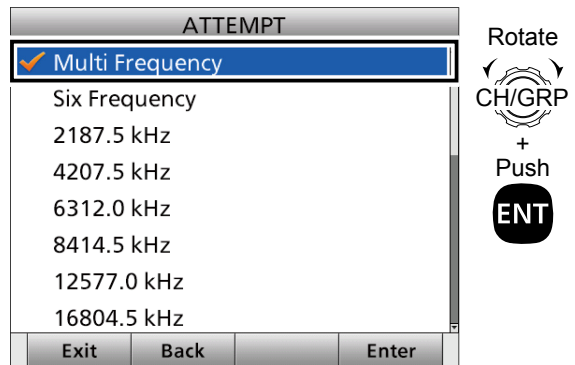 ATTEMPT
Multi Frequency
Six Frequency
2187.5 kHz
4207.5 kHz
6312.0 kHz
8414.5 kHz
12577.0 kHz
16804.5 kHz
Exit Back Enter
Rotate
CH/GRP
+
Push
ENT